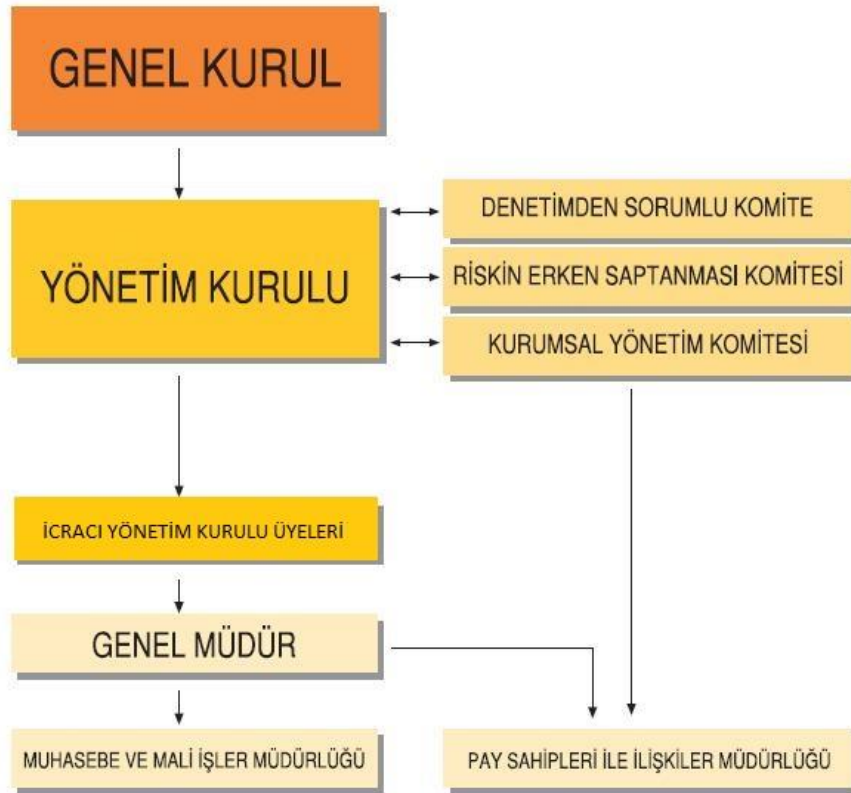 GENEL KURUL
YÖNETİM KURULU
DENETİMDEN SORUMLU KOMİTE
RİSKİN ERKEN SAPTANMASI KOMİTESİ
KURUMSAL YÖNETİM KOMİTESİ
İCRACI YÖNETİM KURULU ÜYELERİ
GENEL MÜDÜR
MUHASEBE VE MALİ İŞLER MÜDÜRLÜĞÜ
PAY SAHİPLERİ İLE İLİŞKİLER MÜDÜRLÜĞÜ